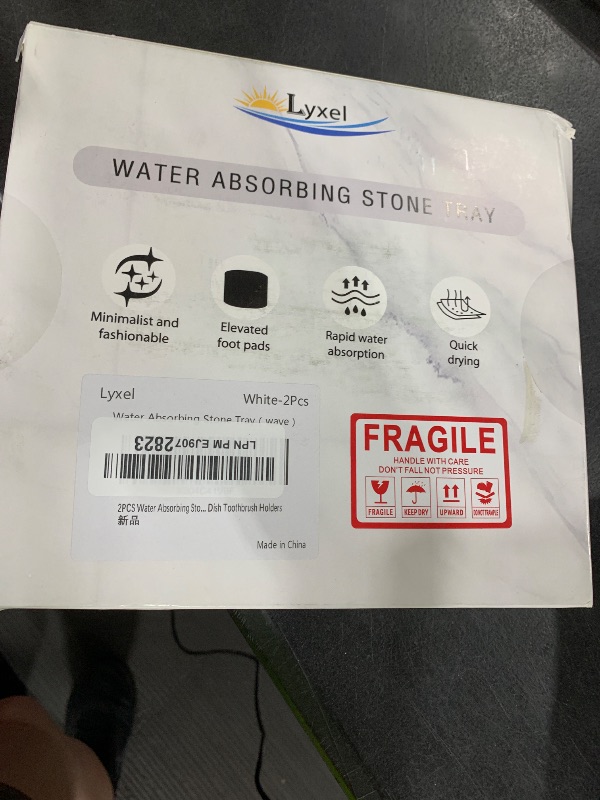 Lyxel
WATER ABSORBING STONE TRAY
Minimalist and
fashionable
Elevated
foot pads
Rapid water
absorption
Quick
drying
Lyxel
White-2Pcs
Water Absorbing Stone Tray ( wave )
LPN PM EJ9072823
2PCS Water Absorbing Sto... Dish Toothbrush Holders
新品
Made in China
FRAGILE
HANDLE WITH CARE
DON'T FALL NOT PRESSURE
FRAGILE
KEEP DRY
UPWARD
DO NOT TRAMPLE